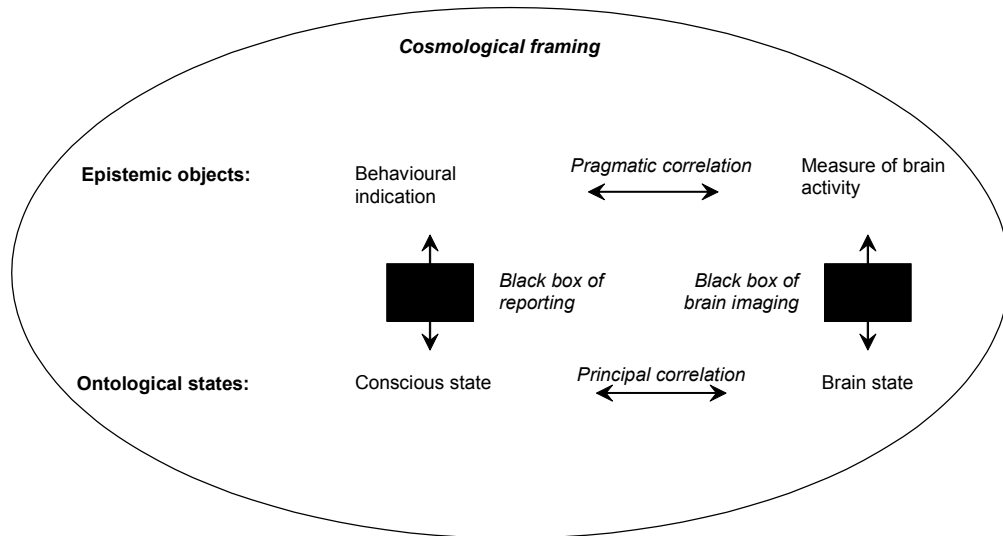 Cosmological framing
Epistemic objects:
Behavioural
indication
Pragmatic correlation
Measure of brain
activity
Black box of
reporting
Black box of
brain imaging
Ontological states:
Conscious state
Principal correlation
Brain state